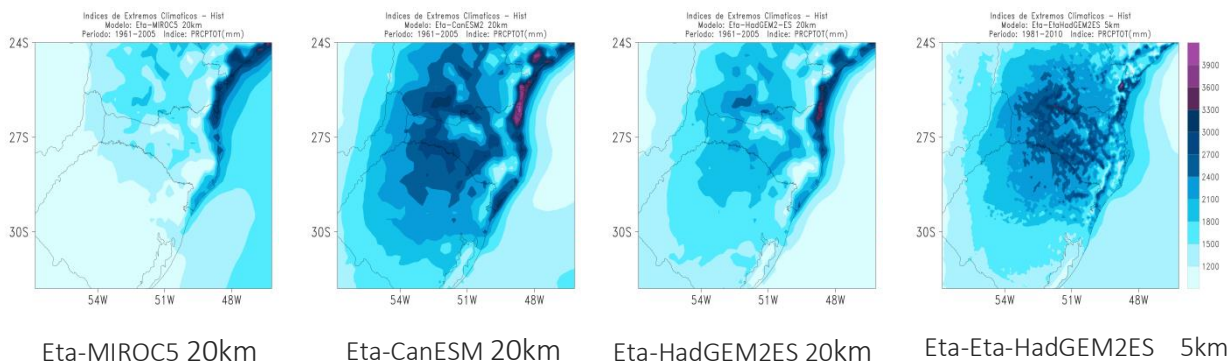 Indices de Extremos Climaticos - Hist
Modelo: Eta-MIROC5 20km
Periodo: 1961-2005 Indice: PRCPTOT(mm)
24S
27S
30S
54W 51W 48W
Eta-MIROC5 20km
Indices de Extremos Climaticos - Hist
Modelo: Eta-CanESM2 20km
Periodo: 1961-2005 Indice: PRCPTOT(mm)
24S
27S
30S
54W 51W 48W
Eta-CanESM 20km
Indices de Extremos Climaticos - Hist
Modelo: Eta-HadGEM2-ES 20km
Periodo: 1961-2005 Indice: PRCPTOT(mm)
24S
27S
30S
54W 51W 48W
Eta-HadGEM2ES 20km
Indices de Extremos Climaticos - Hist
Modelo: Eta-EtaHadGEM2ES 5km
Periodo: 1981-2010 Indice: PRCPTOT(mm)
24S
27S
30S
54W 51W 48W
3900
3600
3300
3000
2700
2400
2100
1800
1500
1200
Eta-Eta-HadGEM2ES 5km